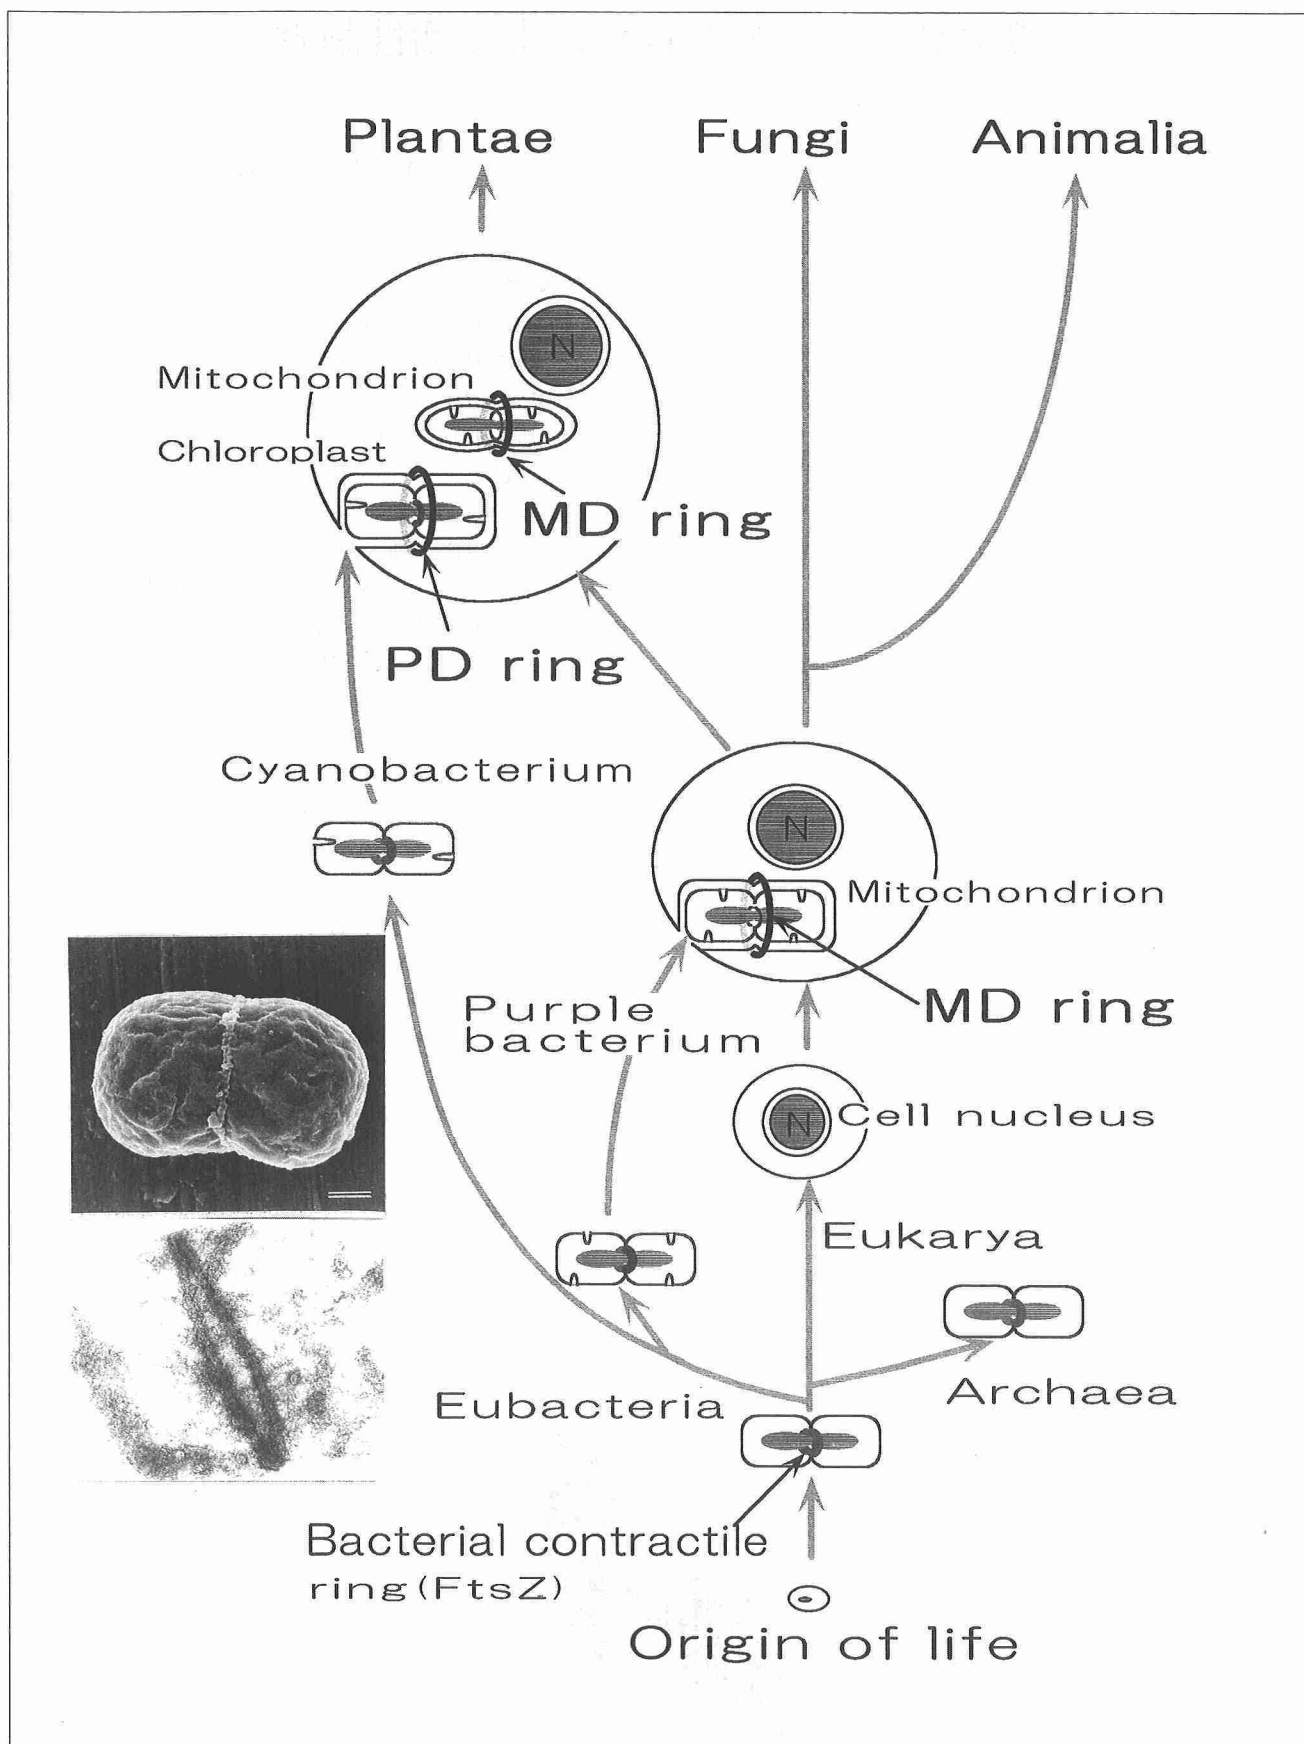 Plantae
Fungi
Animalia
N
Mitochondrion
Chloroplast
MD ring
PD ring
Cyanobacterium
N
Mitochondrion
Purple
bacterium
MD ring
N
Cell nucleus
Eukarya
Eubacteria
Archaea
Bacterial contractile
ring (FtsZ)
Origin of life